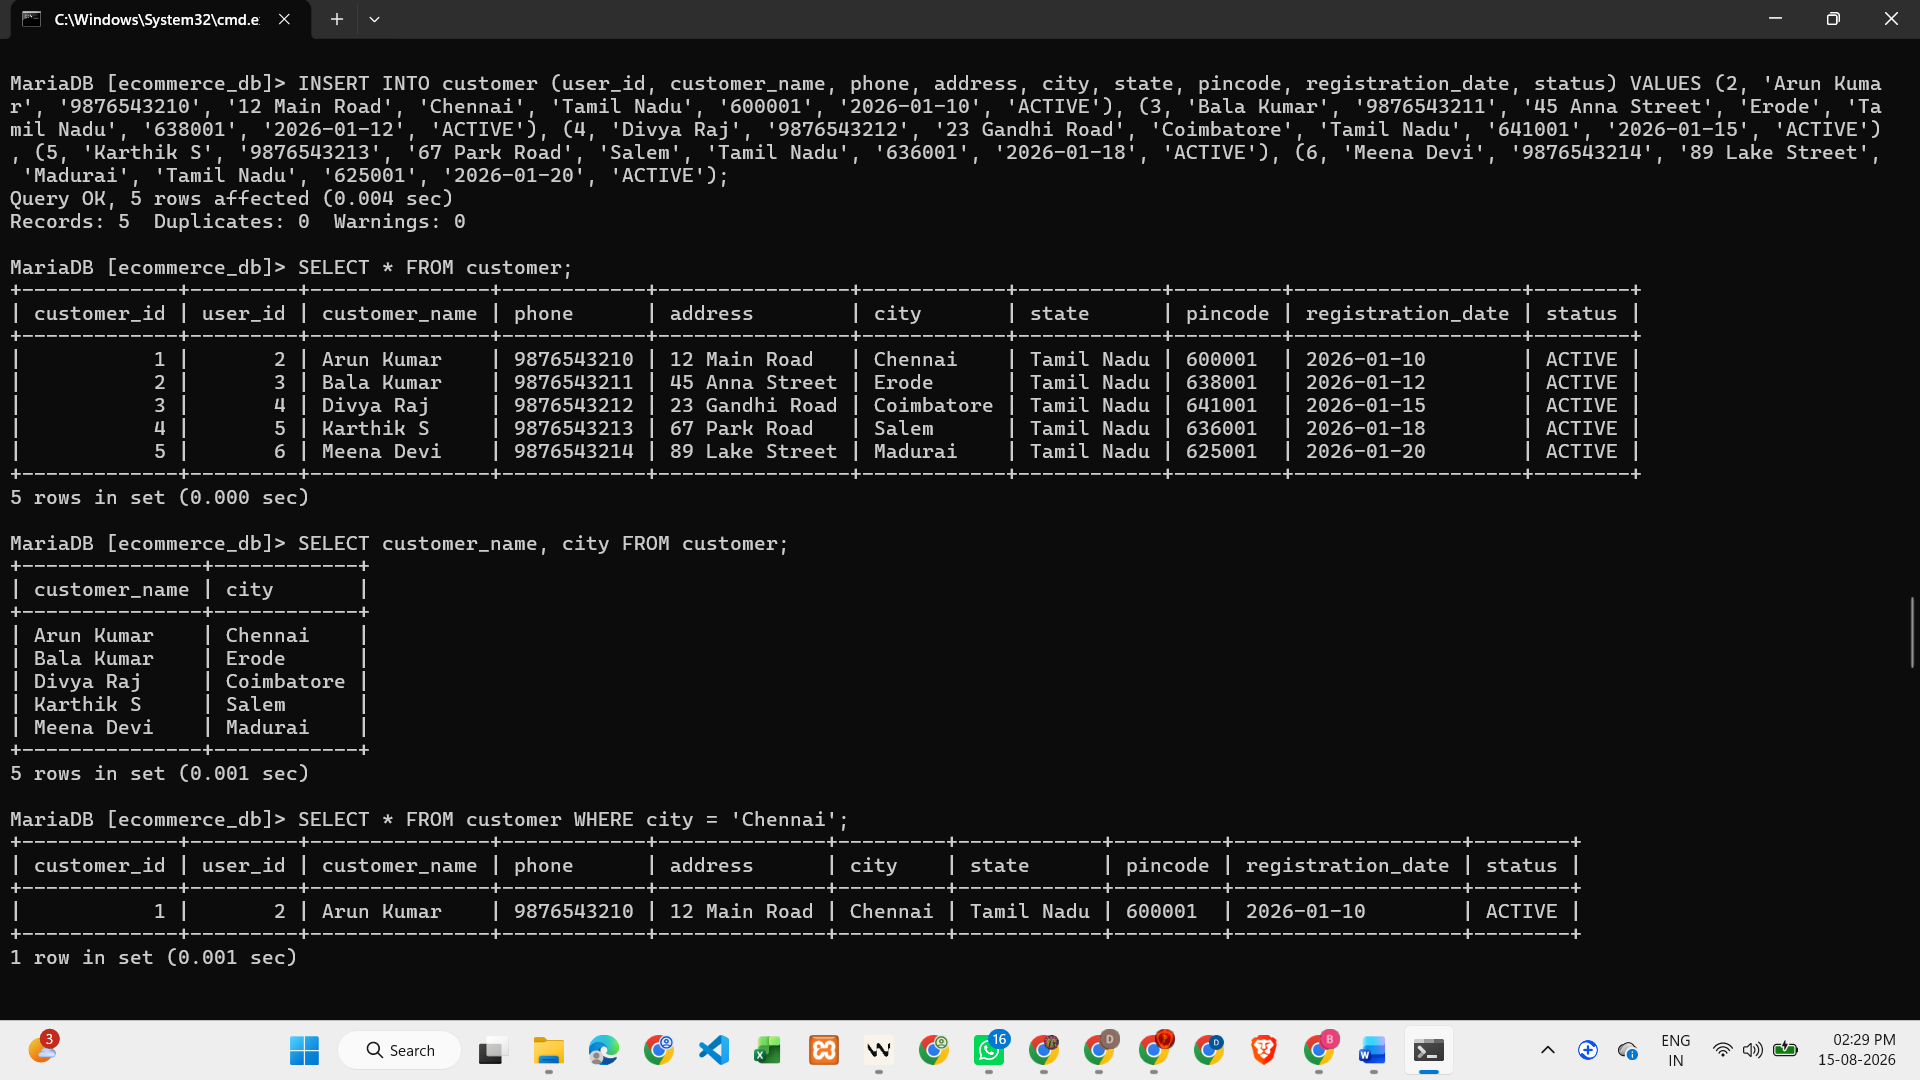 C:\Windows\System32\cmd.e
MariaDB [ecommerce_db]> INSERT INTO customer (user_id, customer_name, phone, address, city, state, pincode, registration_date, status) VALUES (2, 'Arun Kuma
r', '9876543210', '12 Main Road', 'Chennai', 'Tamil Nadu', '600001', '2026-01-10', 'ACTIVE'), (3, 'Bala Kumar', '9876543211', '45 Anna Street', 'Erode', 'Ta
mil Nadu', '638001', '2026-01-12', 'ACTIVE'), (4, 'Divya Raj', '9876543212', '23 Gandhi Road', 'Coimbatore', 'Tamil Nadu', '641001', '2026-01-15', 'ACTIVE')
, (5, 'Karthik S', '9876543213', '67 Park Road', 'Salem', 'Tamil Nadu', '636001', '2026-01-18', 'ACTIVE'), (6, 'Meena Devi', '9876543214', '89 Lake Street',
 'Madurai', 'Tamil Nadu', '625001', '2026-01-20', 'ACTIVE');
Query OK, 5 rows affected (0.004 sec)
Records: 5  Duplicates: 0  Warnings: 0
MariaDB [ecommerce_db]> SELECT * FROM customer;
+-------------+---------+---------------+------------+----------------+------------+------------+---------+-------------------+--------+
| customer_id | user_id | customer_name | phone      | address        | city       | state      | pincode | registration_date | status |
+-------------+---------+---------------+------------+----------------+------------+------------+---------+-------------------+--------+
|           1 |       2 | Arun Kumar    | 9876543210 | 12 Main Road   | Chennai    | Tamil Nadu | 600001  | 2026-01-10        | ACTIVE |
|           2 |       3 | Bala Kumar    | 9876543211 | 45 Anna Street | Erode      | Tamil Nadu | 638001  | 2026-01-12        | ACTIVE |
|           3 |       4 | Divya Raj     | 9876543212 | 23 Gandhi Road | Coimbatore | Tamil Nadu | 641001  | 2026-01-15        | ACTIVE |
|           4 |       5 | Karthik S     | 9876543213 | 67 Park Road   | Salem      | Tamil Nadu | 636001  | 2026-01-18        | ACTIVE |
|           5 |       6 | Meena Devi    | 9876543214 | 89 Lake Street | Madurai    | Tamil Nadu | 625001  | 2026-01-20        | ACTIVE |
+-------------+---------+---------------+------------+----------------+------------+------------+---------+-------------------+--------+
5 rows in set (0.000 sec)
MariaDB [ecommerce_db]> SELECT customer_name, city FROM customer;
+---------------+------------+
| customer_name | city       |
+---------------+------------+
| Arun Kumar    | Chennai    |
| Bala Kumar    | Erode      |
| Divya Raj     | Coimbatore |
| Karthik S     | Salem      |
| Meena Devi    | Madurai    |
+---------------+------------+
5 rows in set (0.001 sec)
MariaDB [ecommerce_db]> SELECT * FROM customer WHERE city = 'Chennai';
+-------------+---------+---------------+------------+--------------+---------+------------+---------+-------------------+--------+
| customer_id | user_id | customer_name | phone      | address      | city    | state      | pincode | registration_date | status |
+-------------+---------+---------------+------------+--------------+---------+------------+---------+-------------------+--------+
|           1 |       2 | Arun Kumar    | 9876543210 | 12 Main Road | Chennai | Tamil Nadu | 600001  | 2026-01-10        | ACTIVE |
+-------------+---------+---------------+------------+--------------+---------+------------+---------+-------------------+--------+
1 row in set (0.001 sec)
3
Search
16
D
D
B
ENG
IN
02:29 PM
15-08-2026